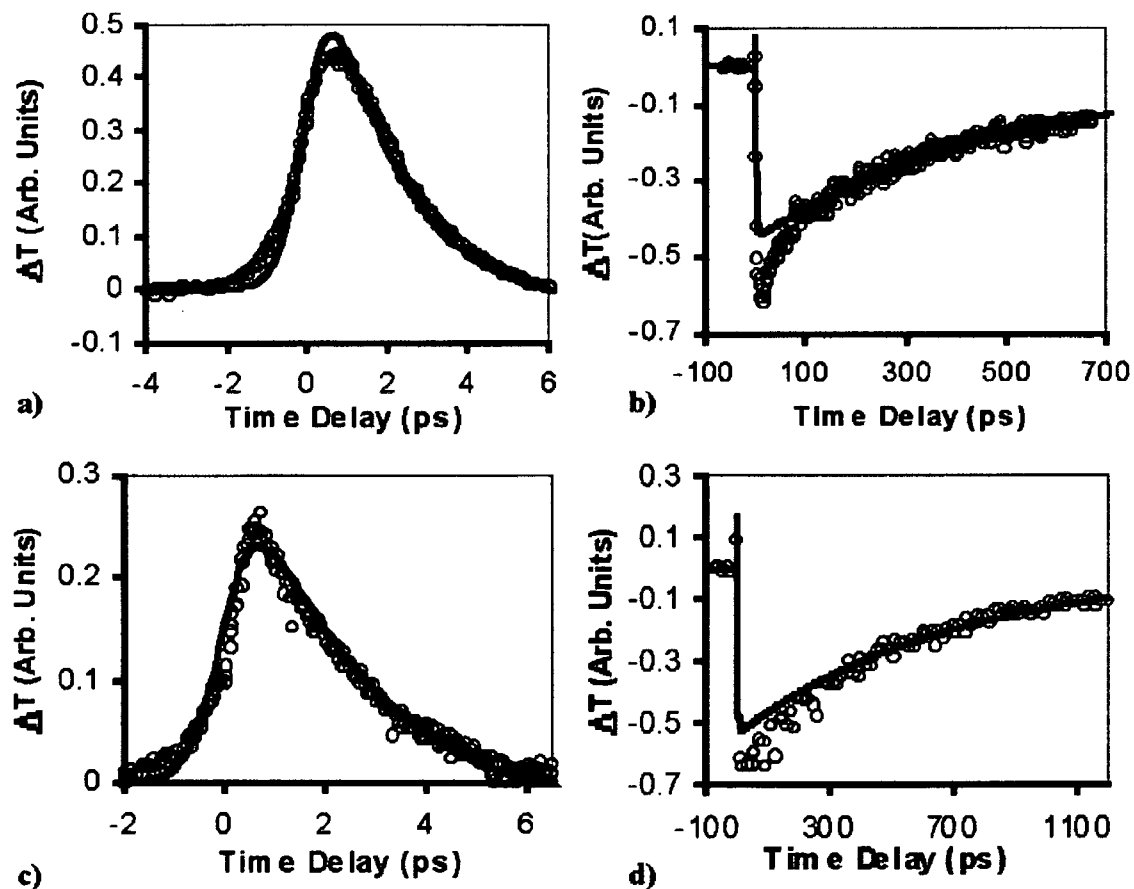 0.5
0.4
0.3
0.2
0.1
0
-0.1
ΔT (Arb. Units)
-4 -2 0 2 4 6
Time Delay (ps)
a)
0.1
-0.1
-0.3
-0.5
-0.7
ΔT(Arb. Units)
-100 100 300 500 700
Time Delay (ps)
b)
0.3
0.2
0.1
0
ΔT (Arb. Units)
-2 0 2 4 6
Time Delay (ps)
c)
0.3
0.1
-0.1
-0.3
-0.5
-0.7
ΔT (Arb. Units)
-100 300 700 1100
Time Delay (ps)
d)